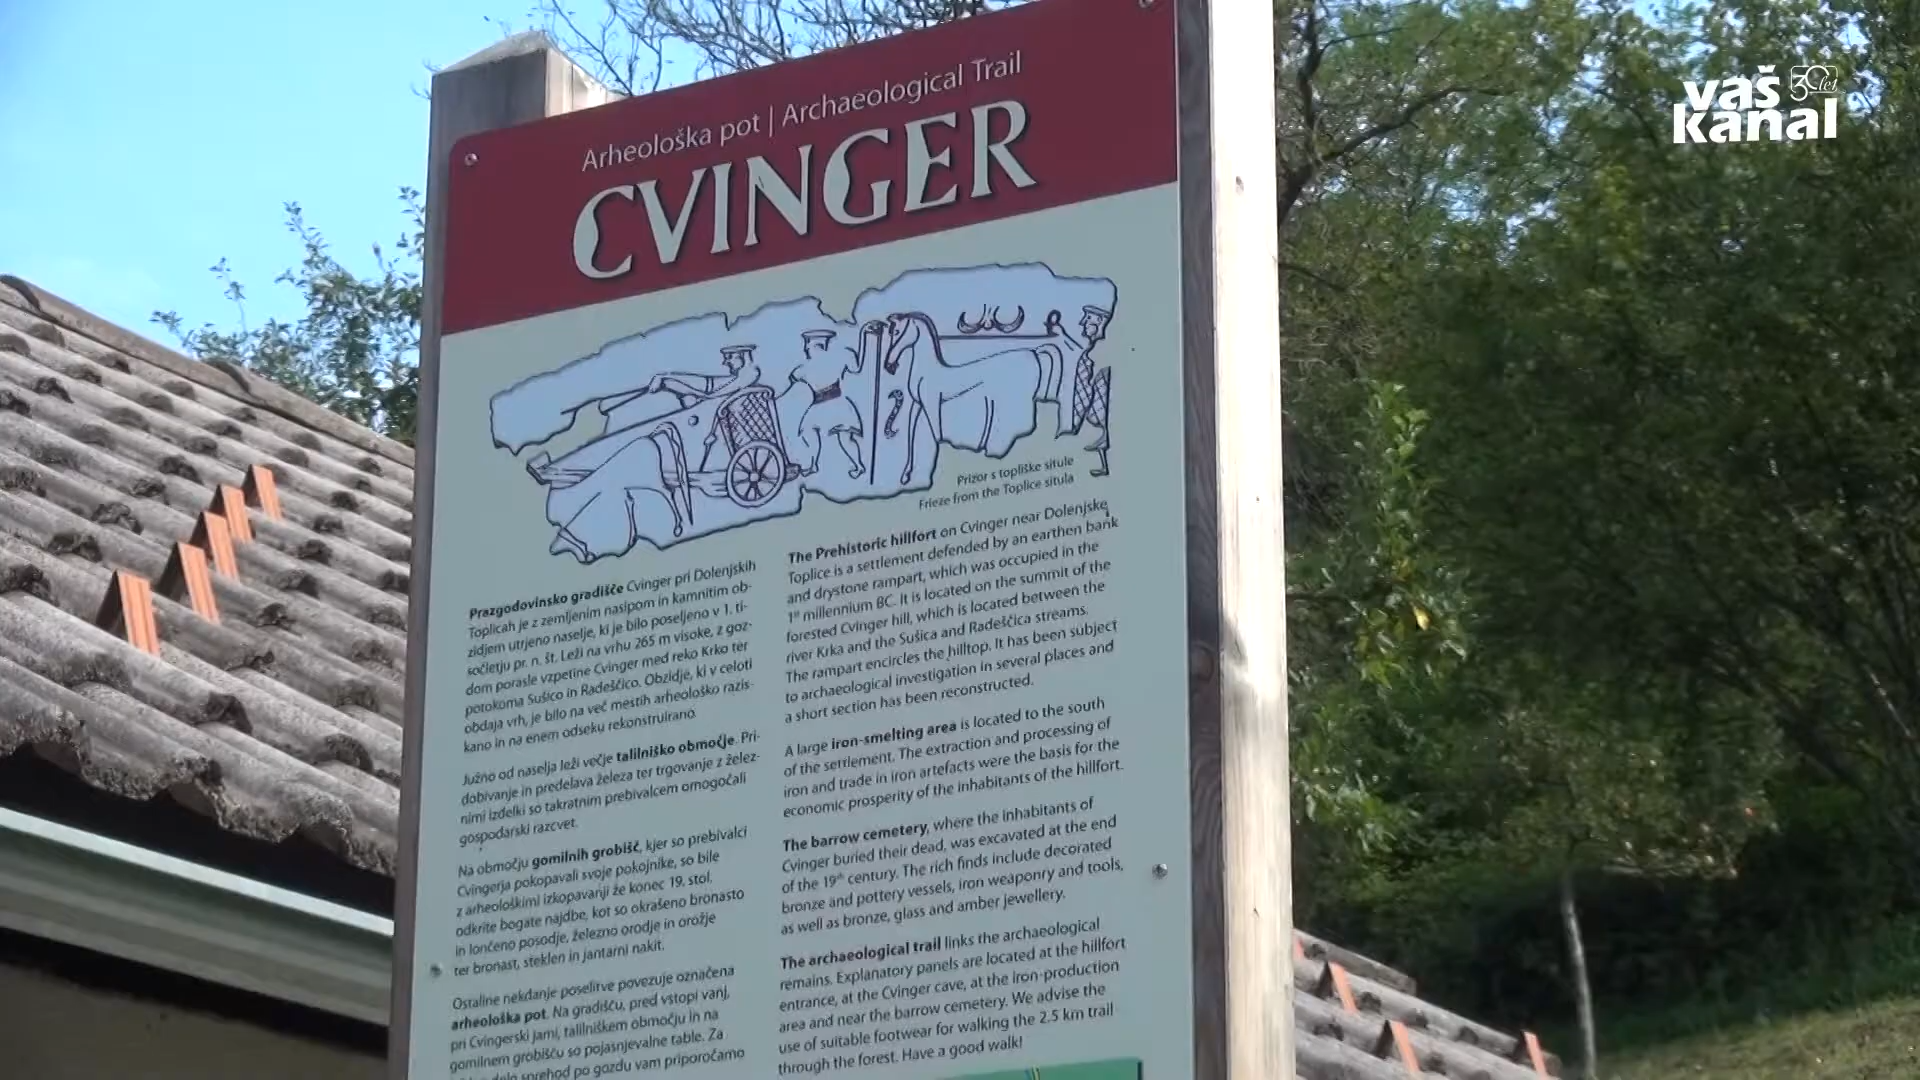 vaš 30 let
kanal
Arheološka pot | Archaeological Trail
CVINGER
Prizor s topliške situle
Frieze from the Toplice situla
Prazgodovinsko gradišče Cvinger pri Dolenjskih
Toplicah je z zemljenim nasipom in kamnitim ob-
zidjem utrjeno naselje, ki je bilo poseljeno v 1. ti-
sočletju pr. n. št. Leži na vrhu 265 m visoke, z goz-
dom porasle vzpetine Cvinger med reko Krko ter
potokoma Sušico in Radeščico. Obzidje, ki v celoti
obdaja vrh, je bilo na več mestih arheološko razis-
kano in na enem odseku rekonstruirano.
Južno od naselja leži večje talilniško območje. Pri-
dobivanje in predelava železa ter trgovanje z želez-
nimi izdelki so takratnim prebivalcem omogočali
gospodarski razcvet.
Na območju gomilnih grobišč, kjer so prebivalci
Cvingerja pokopavali svoje pokojnike, so bile
z arheološkimi izkopavanji že konec 19. stol.
odkrite bogate najdbe, kot so okrašeno bronasto
in lončeno posodje, železno orodje in orožje
ter bronast, steklen in jantarni nakit.
Ostaline nekdanje poselitve povezuje označena
arheološka pot. Na gradišču, pred vstopi vanj,
pri Cvingerski jami, talilniškem območju in na
gomilnem grobišču so pojasnjevalne table. Za
sprehod po gozdu vam priporočamo
The Prehistoric hillfort on Cvinger near Dolenjske
Toplice is a settlement defended by an earthen bank
and drystone rampart, which was occupied in the
1st millennium BC. It is located on the summit of the
forested Cvinger hill, which is located between the
river Krka and the Sušica and Radeščica streams.
The rampart encircles the hilltop. It has been subject
to archaeological investigation in several places and
a short section has been reconstructed.
A large iron-smelting area is located to the south
of the settlement. The extraction and processing of
iron and trade in iron artefacts were the basis for the
economic prosperity of the inhabitants of the hillfort.
The barrow cemetery, where the inhabitants of
Cvinger buried their dead, was excavated at the end
of the 19th century. The rich finds include decorated
bronze and pottery vessels, iron weaponry and tools,
as well as bronze, glass and amber jewellery.
The archaeological trail links the archaeological
remains. Explanatory panels are located at the hillfort
entrance, at the Cvinger cave, at the iron-production
area and near the barrow cemetery. We advise the
use of suitable footwear for walking the 2.5 km trail
through the forest. Have a good walk!